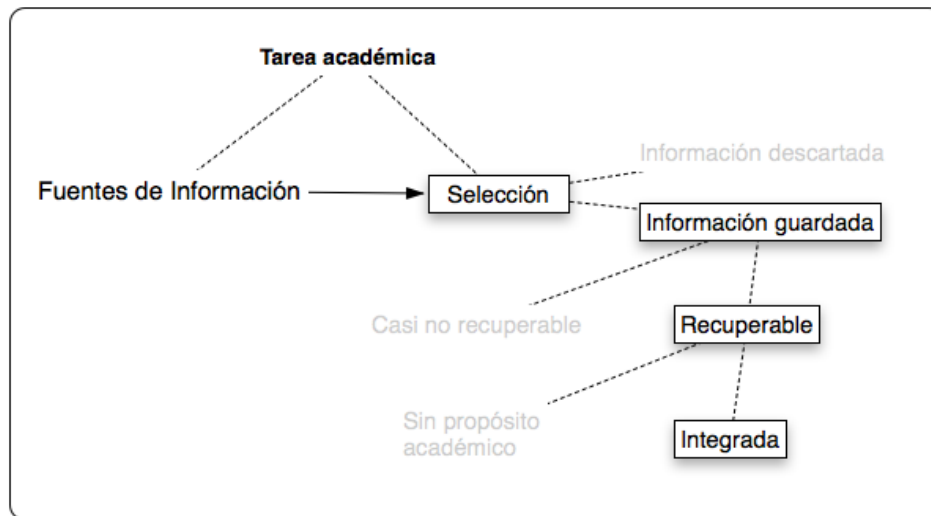 Tarea académica
Información descartada
Fuentes de Información
Selección
Información guardada
Casi no recuperable
Recuperable
Sin propósito
académico
Integrada